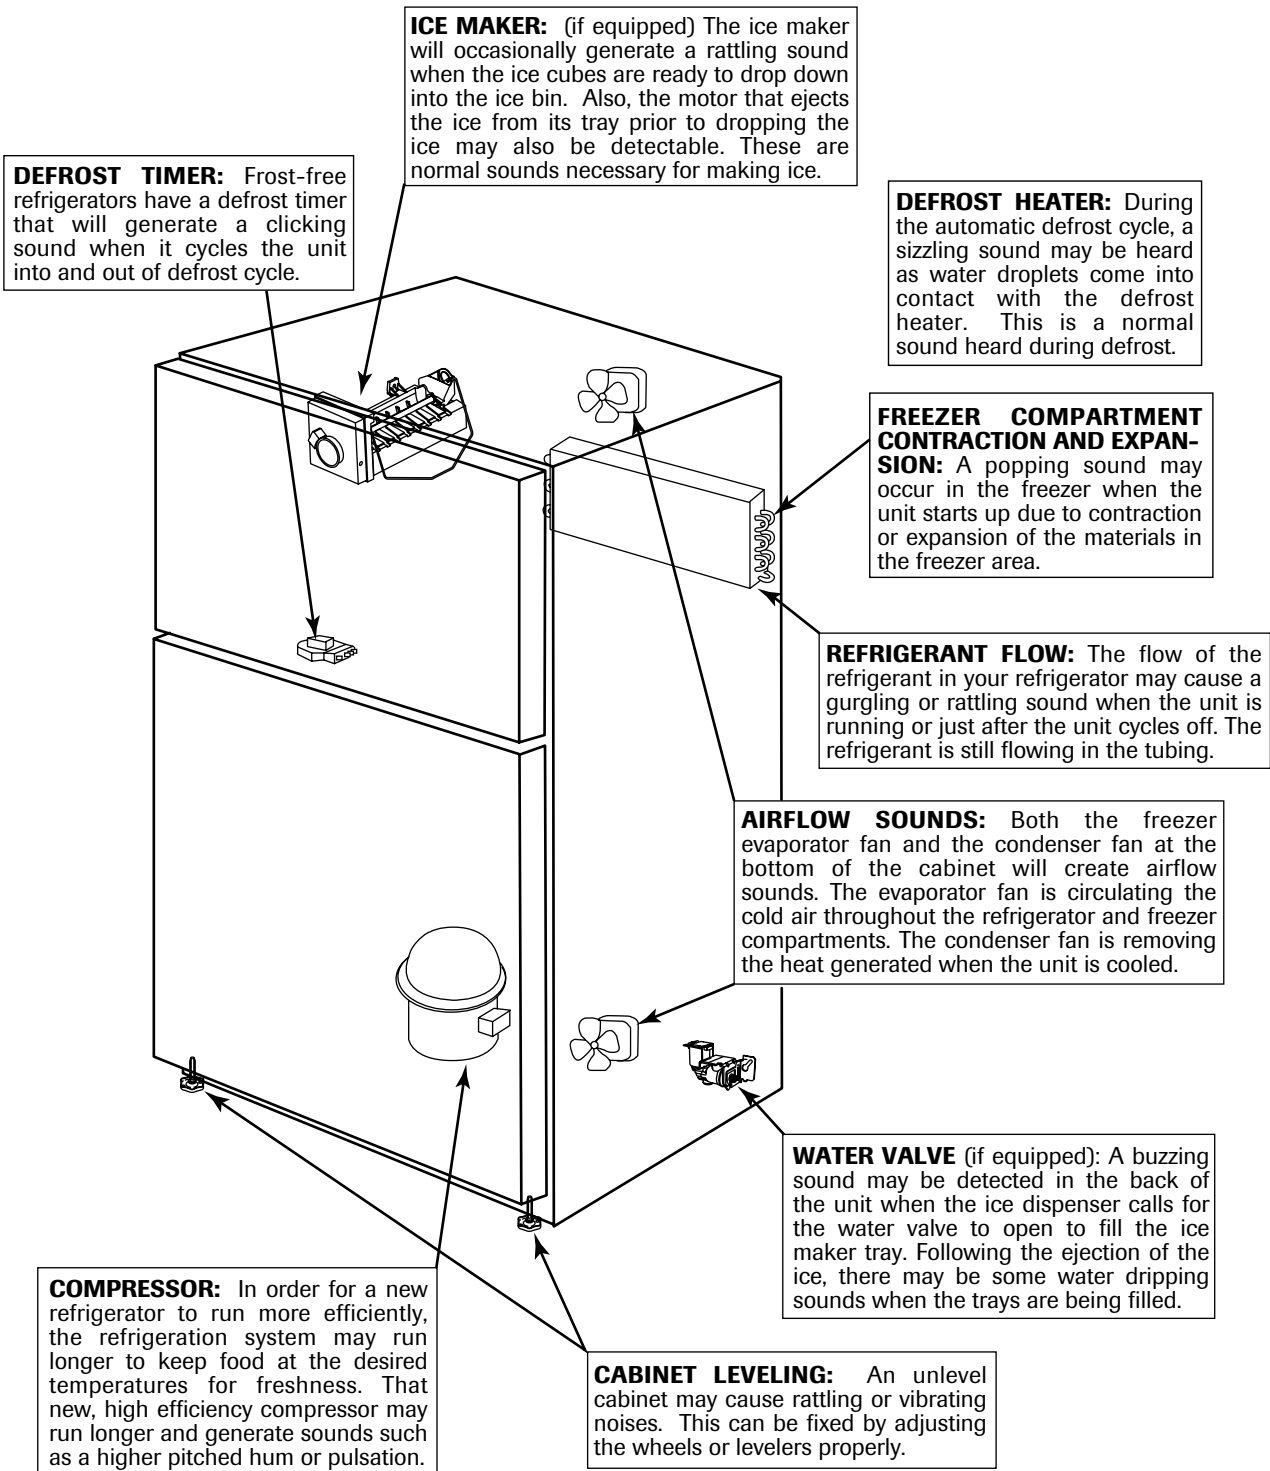 ICE MAKER: (if equipped) The ice maker
will occasionally generate a rattling sound
when the ice cubes are ready to drop down
into the ice bin. Also, the motor that ejects
the ice from its tray prior to dropping the
ice may also be detectable. These are
normal sounds necessary for making ice.
DEFROST TIMER: Frost-free
refrigerators have a defrost timer
that will generate a clicking
sound when it cycles the unit
into and out of defrost cycle.
DEFROST HEATER: During
the automatic defrost cycle, a
sizzling sound may be heard
as water droplets come into
contact with the defrost
heater. This is a normal
sound heard during defrost.
FREEZER COMPARTMENT
CONTRACTION AND EXPAN-
SION: A popping sound may
occur in the freezer when the
unit starts up due to contraction
or expansion of the materials in
the freezer area.
REFRIGERANT FLOW: The flow of the
refrigerant in your refrigerator may cause a
gurgling or rattling sound when the unit is
running or just after the unit cycles off. The
refrigerant is still flowing in the tubing.
AIRFLOW SOUNDS: Both the freezer
evaporator fan and the condenser fan at the
bottom of the cabinet will create airflow
sounds. The evaporator fan is circulating the
cold air throughout the refrigerator and freezer
compartments. The condenser fan is removing
the heat generated when the unit is cooled.
WATER VALVE (if equipped): A buzzing
sound may be detected in the back of
the unit when the ice dispenser calls for
the water valve to open to fill the ice
maker tray. Following the ejection of the
ice, there may be some water dripping
sounds when the trays are being filled.
COMPRESSOR: In order for a new
refrigerator to run more efficiently,
the refrigeration system may run
longer to keep food at the desired
temperatures for freshness. That
new, high efficiency compressor may
run longer and generate sounds such
as a higher pitched hum or pulsation.
CABINET LEVELING: An unlevel
cabinet may cause rattling or vibrating
noises. This can be fixed by adjusting
the wheels or levelers properly.